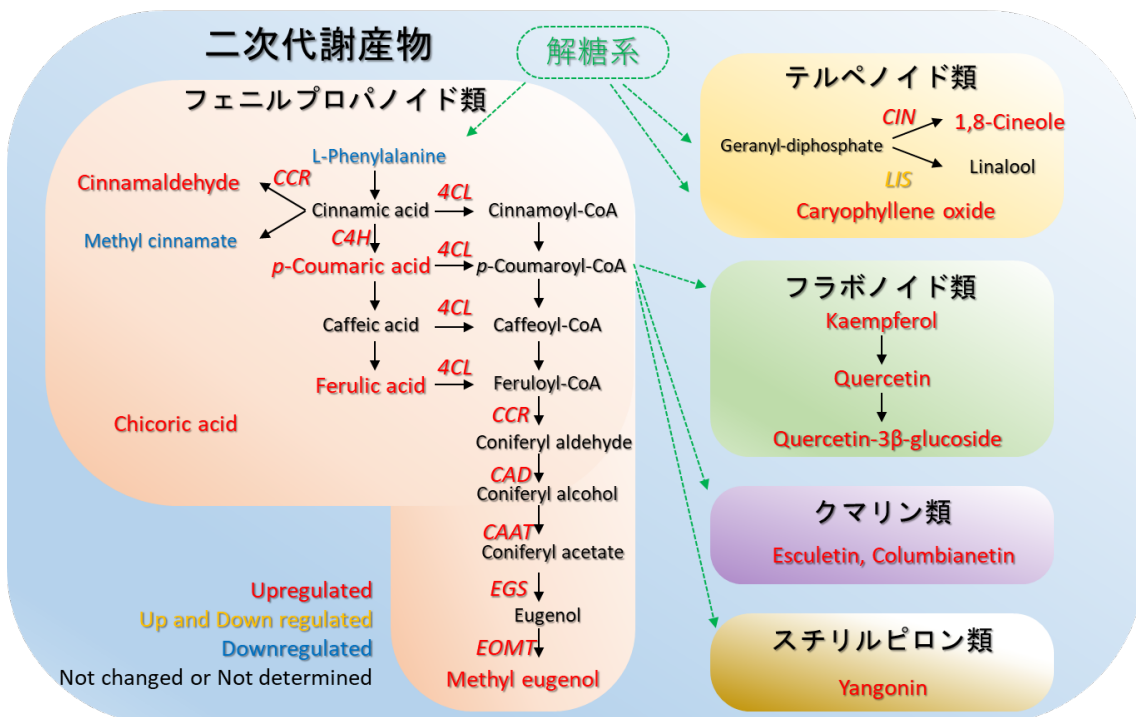 二次代謝産物
解糖系
フェニルプロパノイド類
L-Phenylalanine
Cinnamaldehyde
CCR
Cinnamic acid
4CL
Cinnamoyl-CoA
Methyl cinnamate
C4H
p-Coumaric acid
4CL
p-Coumaroyl-CoA
Caffeic acid
4CL
Caffeoyl-CoA
Ferulic acid
4CL
Feruloyl-CoA
Chicoric acid
CCR
Coniferyl aldehyde
CAD
Coniferyl alcohol
CAAT
Coniferyl acetate
EGS
Eugenol
EOMT
Methyl eugenol
テルペノイド類
CIN
1,8-Cineole
Geranyl-diphosphate
Linalool
LIS
Caryophyllene oxide
フラボノイド類
Kaempferol
Quercetin
Quercetin-3β-glucoside
クマリン類
Esculetin, Columbianetin
スチリルピロン類
Yangonin
Upregulated
Up and Down regulated
Downregulated
Not changed or Not determined